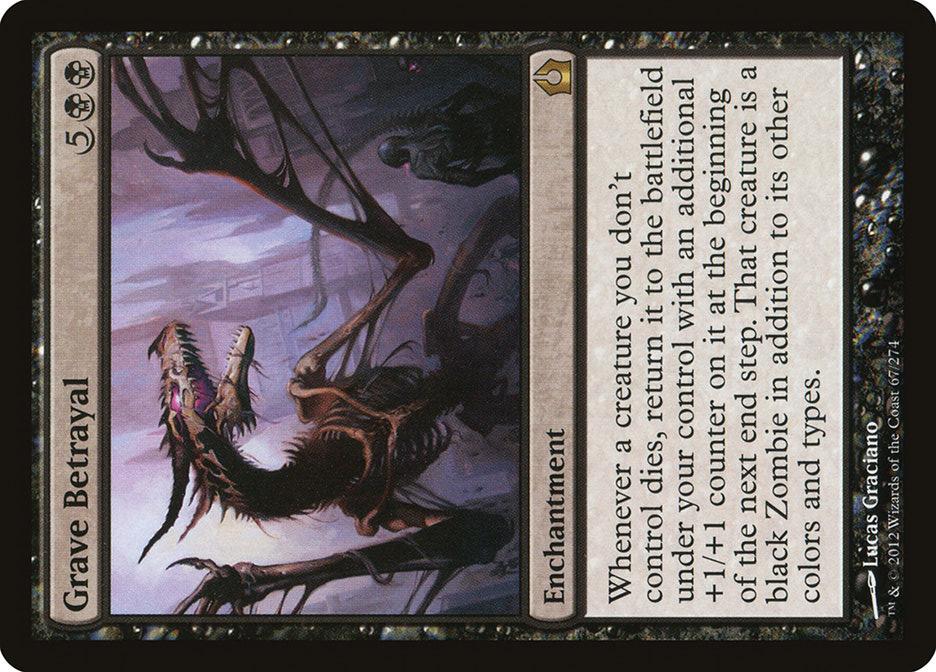 Grave Betrayal
5
Enchantment
Whenever a creature you don't
control dies, return it to the battlefield
under your control with an additional
+1/+1 counter on it at the beginning
of the next end step. That creature is a
black Zombie in addition to its other
colors and types.
Lucas Graciano
™ & © 2012 Wizards of the Coast 67/274